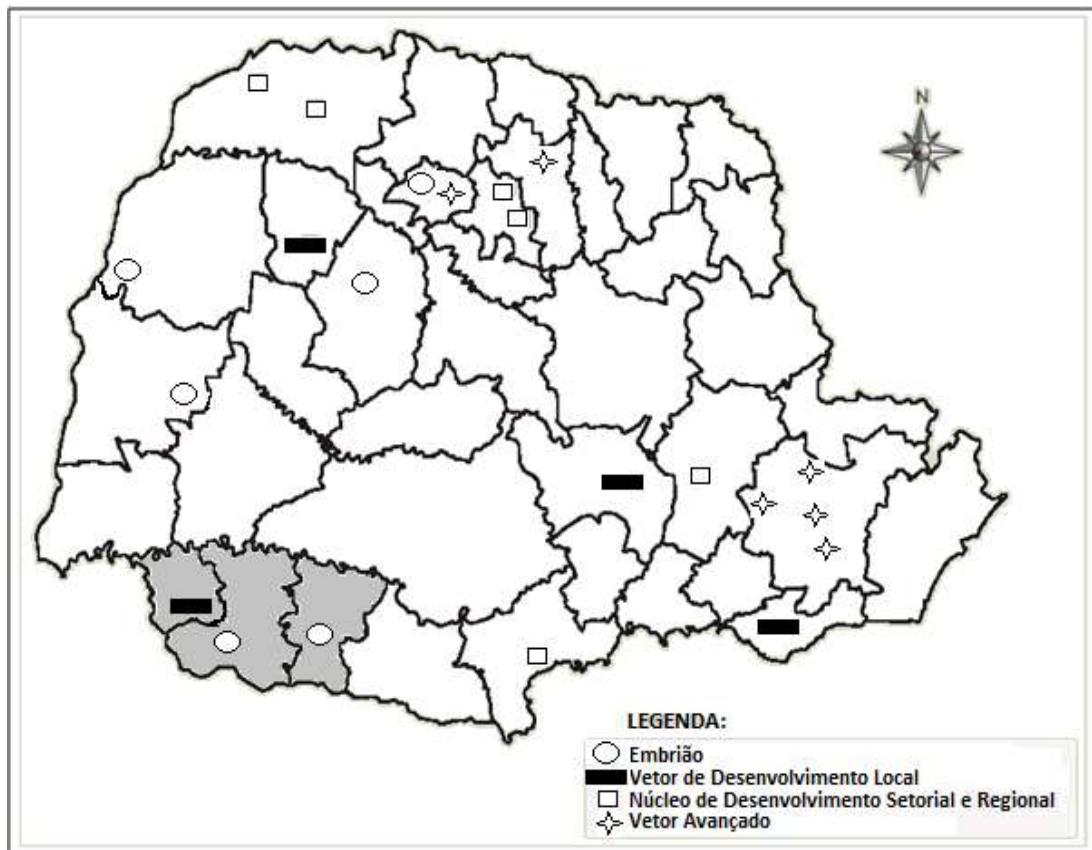 N
LEGENDA:
Embrião
Vetor de Desenvolvimento Local
Núcleo de Desenvolvimento Setorial e Regional
Vetor Avançado